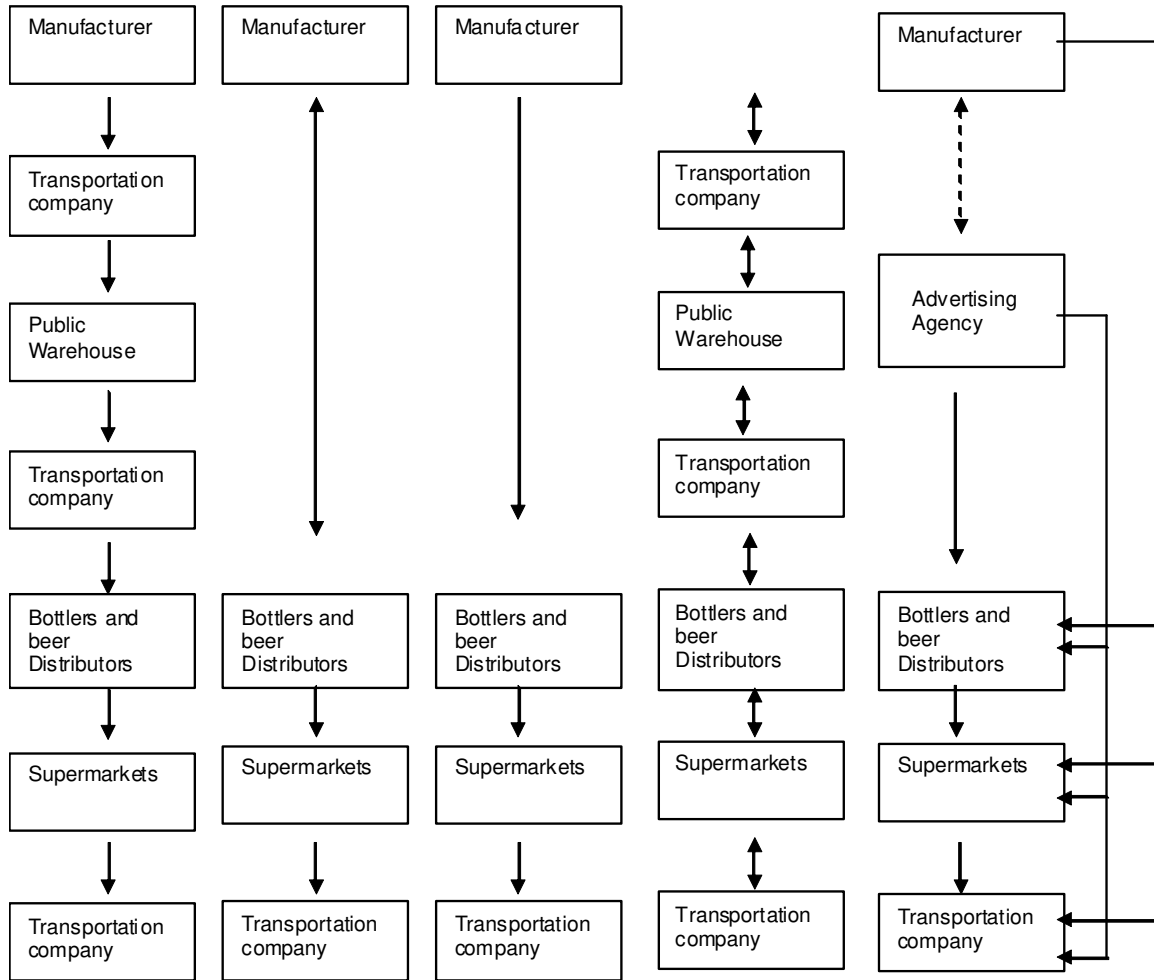 Manufacturer
Transportation
company
Public
Warehouse
Transportation
company
Bottlers and
beer
Distributors
Supermarkets
Transportation
company
Manufacturer
Bottlers and
beer
Distributors
Supermarkets
Transportation
company
Manufacturer
Bottlers and
beer
Distributors
Supermarkets
Transportation
company
Transportation
company
Public
Warehouse
Transportation
company
Bottlers and
beer
Distributors
Supermarkets
Transportation
company
Manufacturer
Advertising
Agency
Bottlers and
beer
Distributors
Supermarkets
Transportation
company